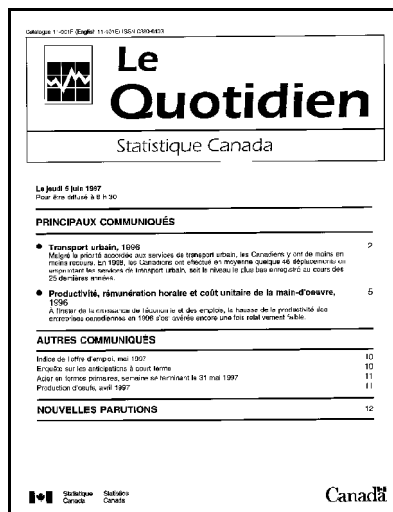 Catalogue 11-001F (English 11-001E) ISSN
Le
Quotidien
Statistique Canada
Le jeudi 5 juin 1997
Pour être diffusé à 8 h 30
PRINCIPAUX COMMUNIQUÉS
Transport urbain, 1996 2
Malgré la priorité accordée aux services de transport urbain, les Canadiens y ont de moins en
moins recours. En 1996, les Canadiens ont effectué en moyenne quelque 46 déplacements en
empruntant les services de transport urbain, soit le niveau le plus bas enregistré au cours des
25 dernières années.
Productivité, rémunération horaire et coût unitaire de la main-d'oeuvre, 5
1996
À l'instar de la croissance de l'économie et des emplois, la hausse de la productivité des
entreprises canadiennes en 1996 s'est avérée encore une fois relativement faible.
AUTRES COMMUNIQUÉS
Indice de l'offre d'emploi, mai 1997 10
Enquête sur les anticipations à court terme 10
Acier en formes primaires, semaine se terminant le 31 mai 1997 11
Production d'oeufs, avril 1997 11
NOUVELLES PARUTIONS 12
Statistique Statistics
Canada Canada
Canada